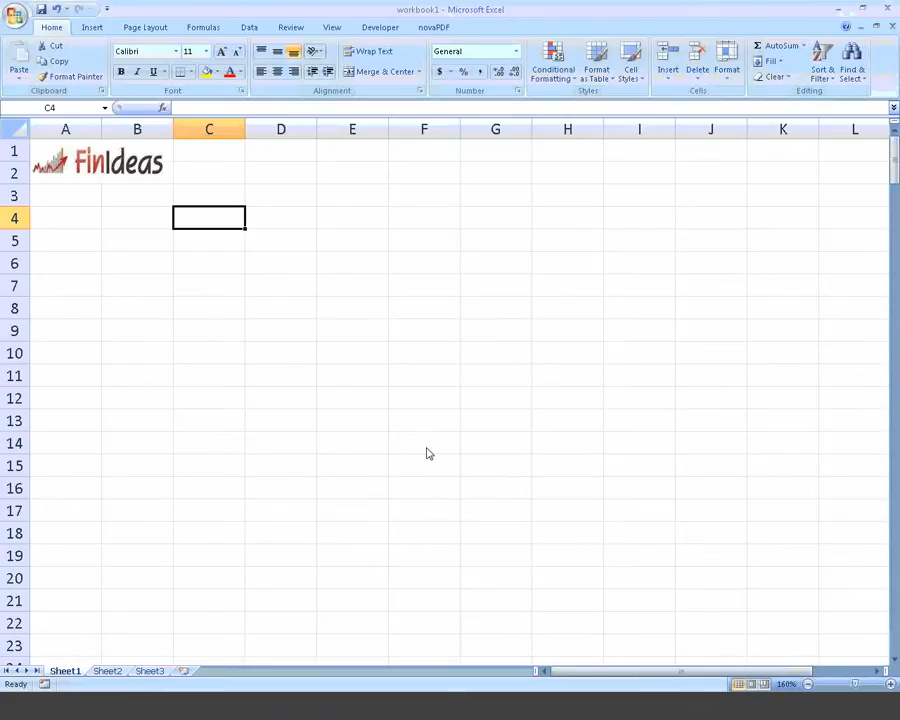 workbook1 - Microsoft Excel
Home Insert Page Layout Formulas Data Review View Developer novaPDF
Paste
Cut
Copy
Format Painter
Clipboard
Calibri 11
B I U
Font
Wrap Text
Merge & Center
Alignment
General
$ % ,
Number
Conditional Formatting
Format as Table
Cell Styles
Styles
Insert Delete Format
Cells
Σ AutoSum
Fill
Clear
Sort & Filter
Find & Select
Editing
C4 fx
A B C D E F G H I J K L
FinIdeas
1
2
3
4
5
6
7
8
9
10
11
12
13
14
15
16
17
18
19
20
21
22
23
Sheet1 Sheet2 Sheet3
Ready 160%